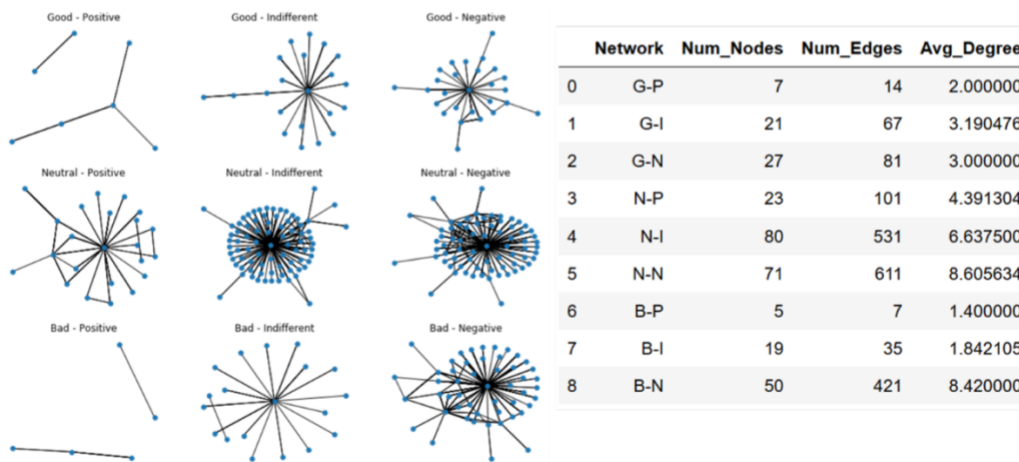 Good - Positive
Good - Indifferent
Good - Negative
Neutral - Positive
Neutral - Indifferent
Neutral - Negative
Bad - Positive
Bad - Indifferent
Bad - Negative
Network Num_Nodes Num_Edges Avg_Degree
0 G-P 7 14 2.000000
1 G-I 21 67 3.190476
2 G-N 27 81 3.000000
3 N-P 23 101 4.391304
4 N-I 80 531 6.637500
5 N-N 71 611 8.605634
6 B-P 5 7 1.400000
7 B-I 19 35 1.842105
8 B-N 50 421 8.420000